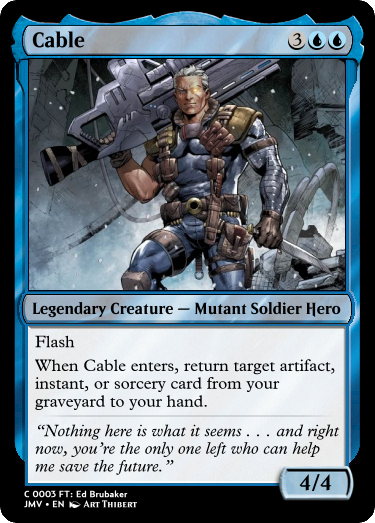 Cable 3
Legendary Creature — Mutant Soldier Hero
Flash
When Cable enters, return target artifact,
instant, or sorcery card from your
graveyard to your hand.
“Nothing here is what it seems . . . and right
now, you’re the only one left who can help
me save the future.”
4/4
C 0003 FT: Ed Brubaker
JMV • EN Art Thibert